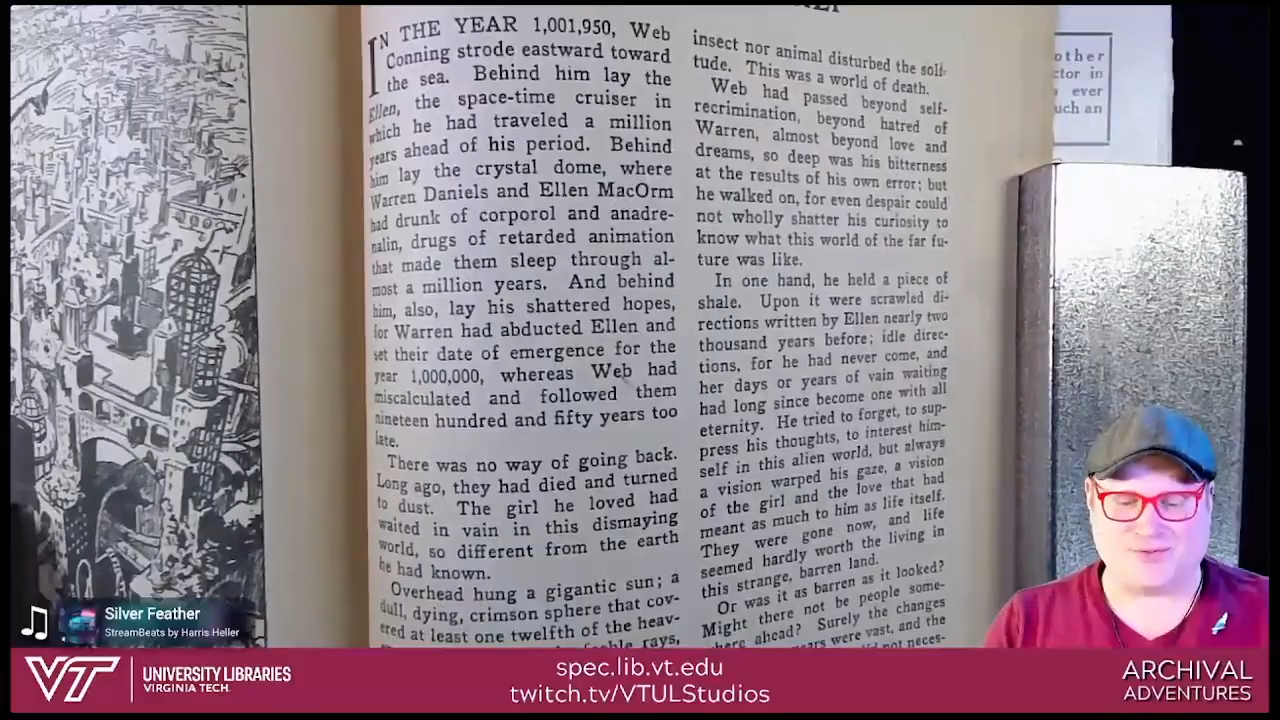 IN THE YEAR 1,001,950, Web
Conning strode eastward toward
the sea. Behind him lay the
Ellen, the space-time cruiser in
which he had traveled a million
years ahead of his period. Behind
him lay the crystal dome, where
Warren Daniels and Ellen MacOrm
had drunk of corporol and anadre-
nalin, drugs of retarded animation
that made them sleep through al-
most a million years. And behind
him, also, lay his shattered hopes,
for Warren had abducted Ellen and
set their date of emergence for the
year 1,000,000, whereas Web had
miscalculated and followed them
nineteen hundred and fifty years too
late.
There was no way of going back.
Long ago, they had died and turned
to dust. The girl he loved had
waited in vain in this dismaying
world, so different from the earth
he had known.
Overhead hung a gigantic sun; a
dull, dying, crimson sphere that cov-
ered at least one twelfth of the heav-
rays,
insect nor animal disturbed the soli-
tude. This was a world of death.
Web had passed beyond self-
recrimination, beyond hatred of
Warren, almost beyond love and
dreams, so deep was his bitterness
at the results of his own error; but
he walked on, for even despair could
not wholly shatter his curiosity to
know what this world of the far fu-
ture was like.
In one hand, he held a piece of
shale. Upon it were scrawled di-
rections written by Ellen nearly two
thousand years before; idle direc-
tions, for he had never come, and
her days or years of vain waiting
had long since become one with all
eternity. He tried to forget, to sup-
press his thoughts, to interest him-
self in this alien world, but always
a vision warped his gaze, a vision
of the girl and the love that had
meant as much to him as life itself.
They were gone now, and life
seemed hardly worth the living in
this strange, barren land.
Or was it as barren as it looked?
Might there not be people some-
where ahead? Surely the changes
were vast, and the
not neces-
other
ctor in
ever
uch an
Silver Feather
StreamBeats by Harris Heller
VT
UNIVERSITY LIBRARIES
VIRGINIA TECH
spec.lib.vt.edu
twitch.tv/VTULStudios
ARCHIVAL
ADVENTURES